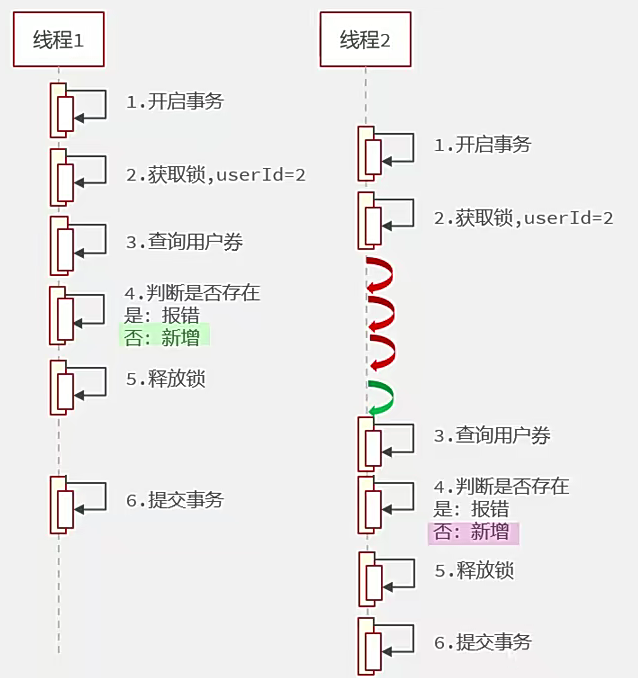 线程1
1.开启事务
2.获取锁,userId=2
3.查询用户券
4.判断是否存在
是: 报错
否: 新增
5.释放锁
6.提交事务
线程2
1.开启事务
2.获取锁,userId=2
3.查询用户券
4.判断是否存在
是: 报错
否: 新增
5.释放锁
6.提交事务